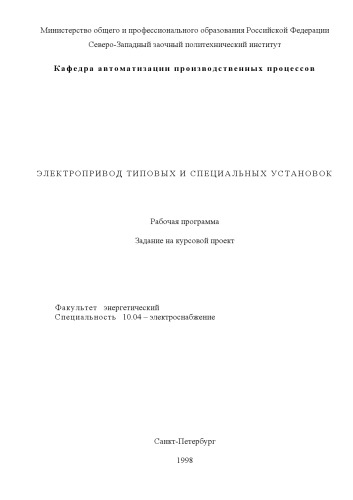 Министерство общего и профессионального образования Российской Федерации
Северо-Западный заочный политехнический институт
Кафедра автоматизации производственных процессов
ЭЛЕКТРОПРИВОД ТИПОВЫХ И СПЕЦИАЛЬНЫХ УСТАНОВОК
Рабочая программа
Задание на курсовой проект
Факультет энергетический
Специальность 10.04 – электроснабжение
Санкт-Петербург
1998